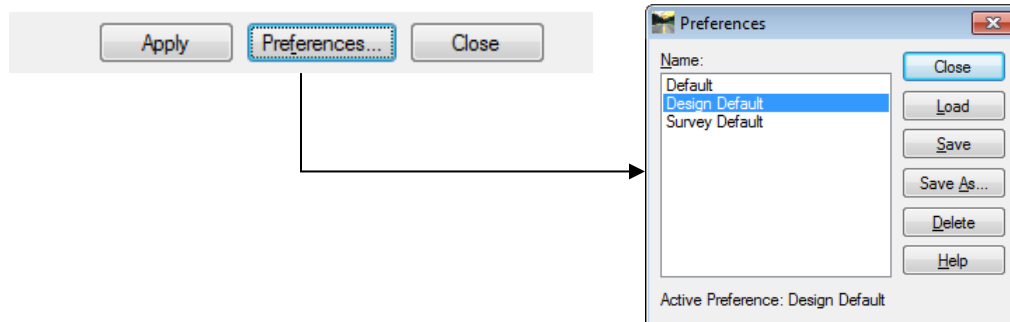 Apply
Preferences...
Close
Preferences
Name:
Default
Design Default
Survey Default
Close
Load
Save
Save As...
Delete
Help
Active Preference: Design Default